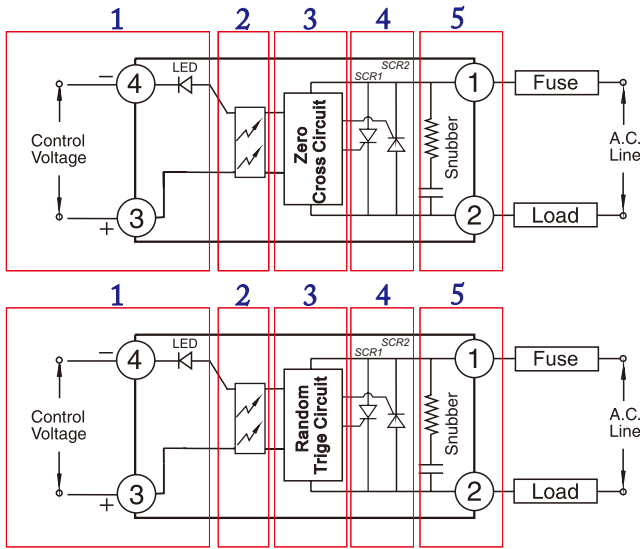 1 2 3 4 5
SCR2
LED SCR1
− 4 1 Fuse
Control
Voltage
Zero
Cross Circuit
Snubber
A.C.
Line
+ 3 2 Load
1 2 3 4 5
SCR2
LED SCR1
− 4 1 Fuse
Control
Voltage
Random
Trige Circuit
Snubber
A.C.
Line
+ 3 2 Load